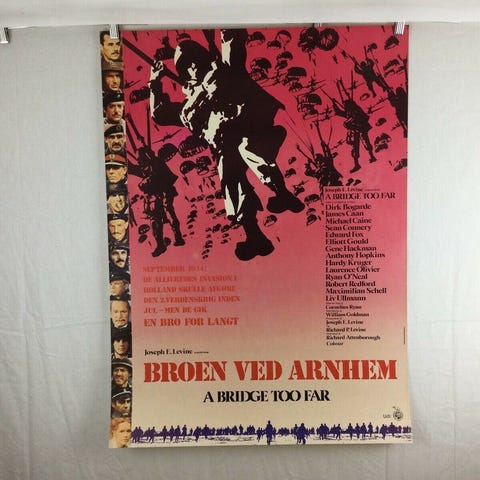 Joseph E. Levine
A BRIDGE TOO FAR
Dirk Bogarde
James Caan
Michael Caine
Sean Connery
Edward Fox
Elliott Gould
Gene Hackman
Anthony Hopkins
Hardy Kruger
Laurence Olivier
Ryan O'Neal
Robert Redford
Maximilian Schell
Liv Ullmann
Cornelius Ryan
William Goldman
Joseph E. Levine
Richard P. Levine
Richard Attenborough
Colour
SEPTEMBER 1944:
DE ALLIEREDES INVASION I
HOLLAND SKULLE AFGØRE
DEN 2.VERDENSKRIG INDEN
JUL - MEN DE GIK
EN BRO FOR LANGT
Joseph E. Levine
BROEN VED ARNHEM
A BRIDGE TOO FAR